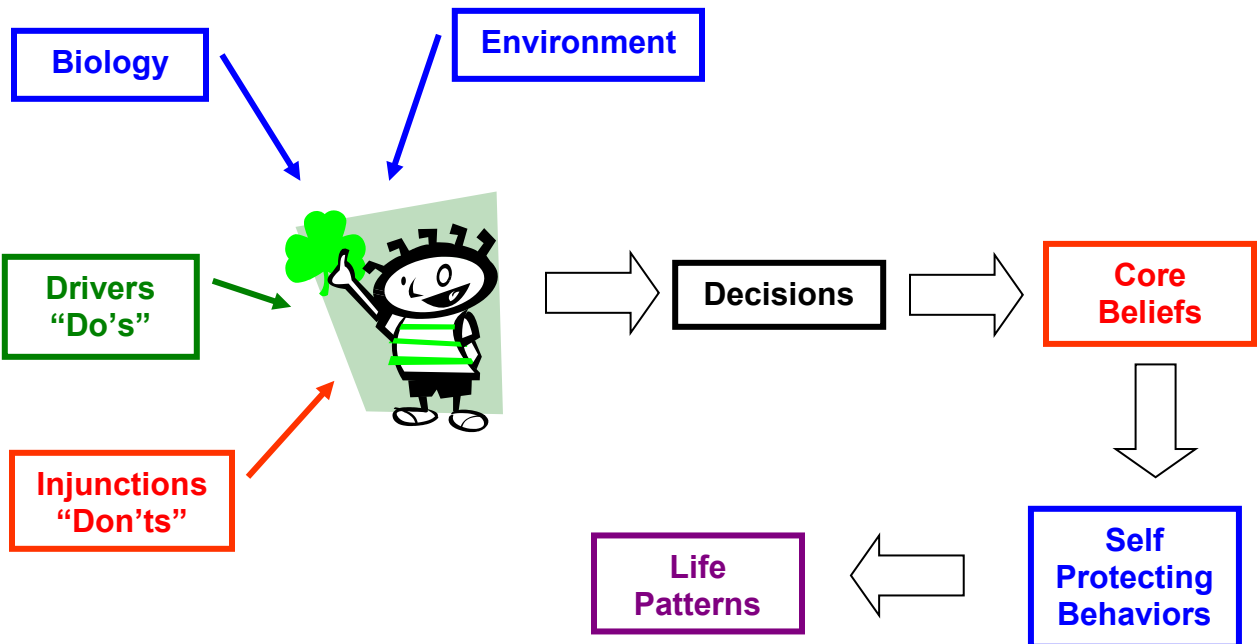 Biology
Environment
Drivers
“Do’s”
Decisions
Core
Beliefs
Injunctions
“Don’ts”
Life
Patterns
Self
Protecting
Behaviors